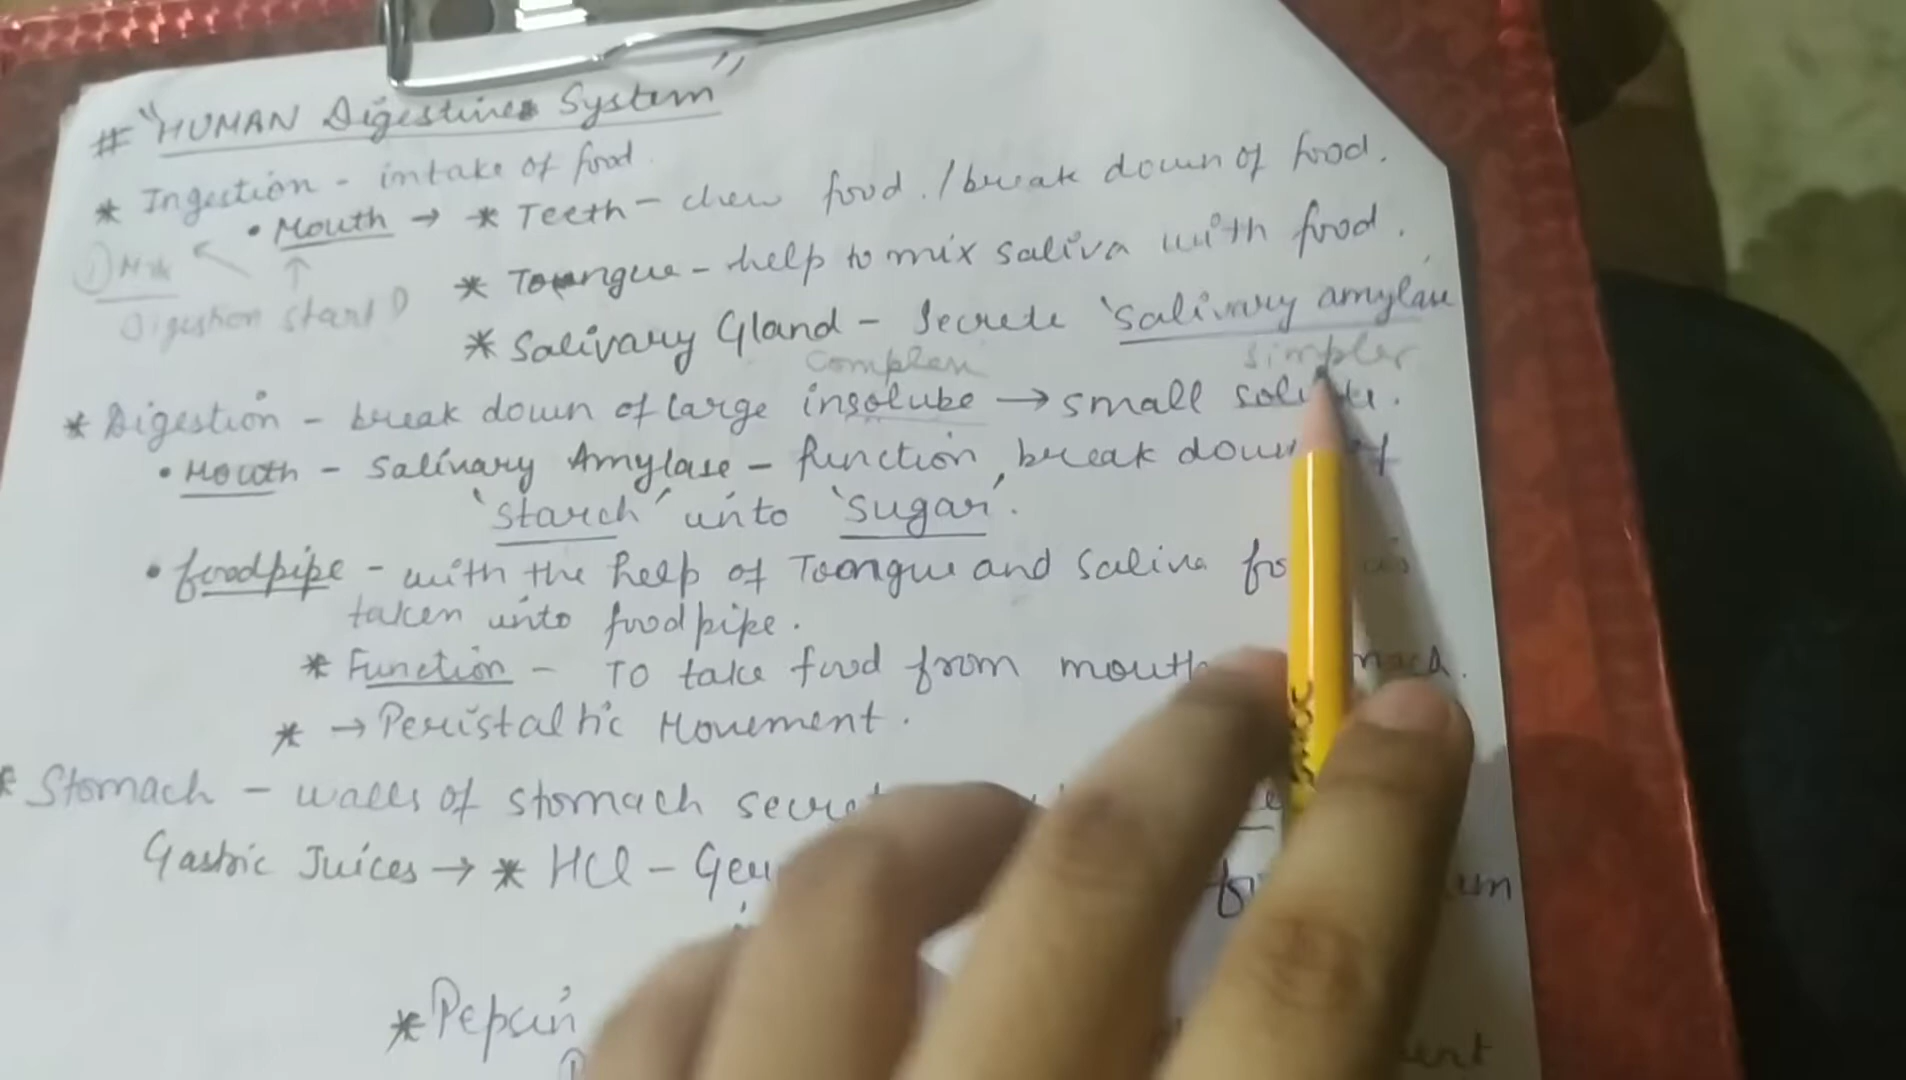 # "HUMAN Digestive System"
* Ingestion - intake of food.
• Mouth → * Teeth - chew food. / break down of food.
* Toungue - help to mix saliva with food.
Digestion start
* Salivary Gland - Secrete 'salivary amylase
complex simpler
* Digestion - break down of large insoluble → small
• Mouth - Salivary Amylase - function, break down of
'starch' into 'sugar'.
• foodpipe - with the help of Toongue and Saliva
taken into foodpipe.
* Function - To take food from mouth
* → Peristaltic Movement.
* Stomach - walls of stomach
Gastric Juices → * HCl -
* Pepsin